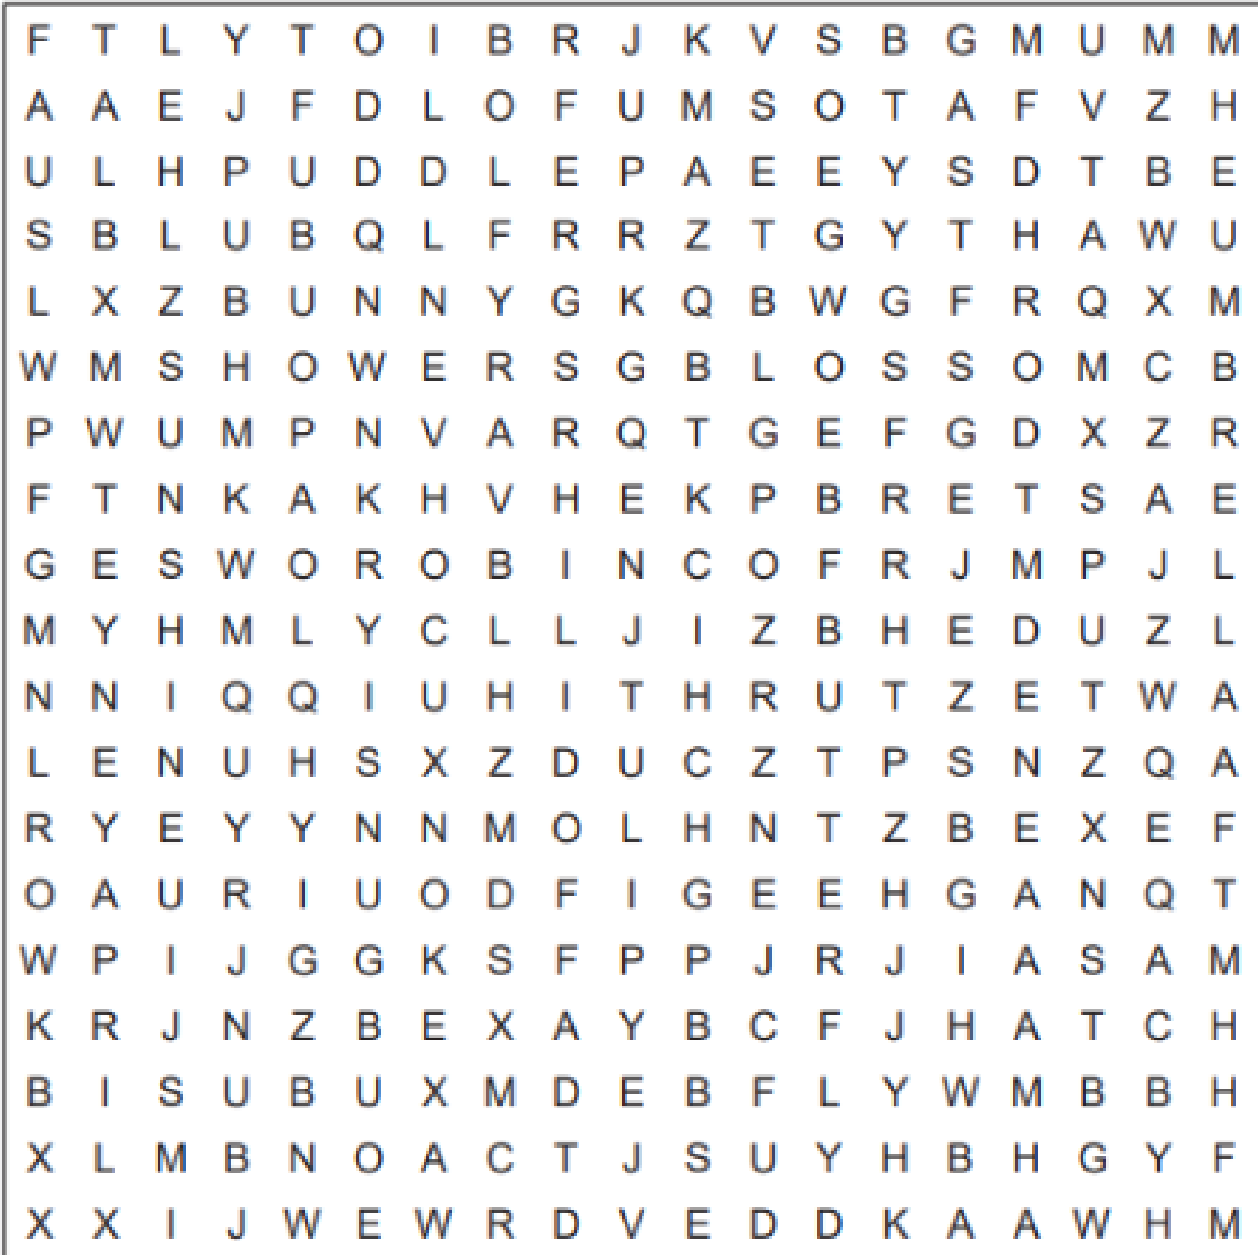 F T L Y T O I B R J K V S B G M U M M
A A E J F D L O F U M S O T A F V Z H
U L H P U D D L E P A E E Y S D T B E
S B L U B Q L F R R Z T G Y T H A W U
L X Z B U N N Y G K Q B W G F R Q X M
W M S H O W E R S G B L O S S O M C B
P W U M P N V A R Q T G E F G D X Z R
F T N K A K H V H E K P B R E T S A E
G E S W O R O B I N C O F R J M P J L
M Y H M L Y C L L J I Z B H E D U Z L
N N I Q Q I U H I T H R U T Z E T W A
L E N U H S X Z D U C Z T P S N Z Q A
R Y E Y Y N N M O L H N T Z B E X E F
O A U R I U O D F I G E E H G A N Q T
W P I J G G K S F P P J R J I A S A M
K R J N Z B E X A Y B C F J H A T C H
B I S U B U X M D E B F L Y W M B B H
X L M B N O A C T J S U Y H B H G Y F
X X I J W E W R D V E D D K A A W H M